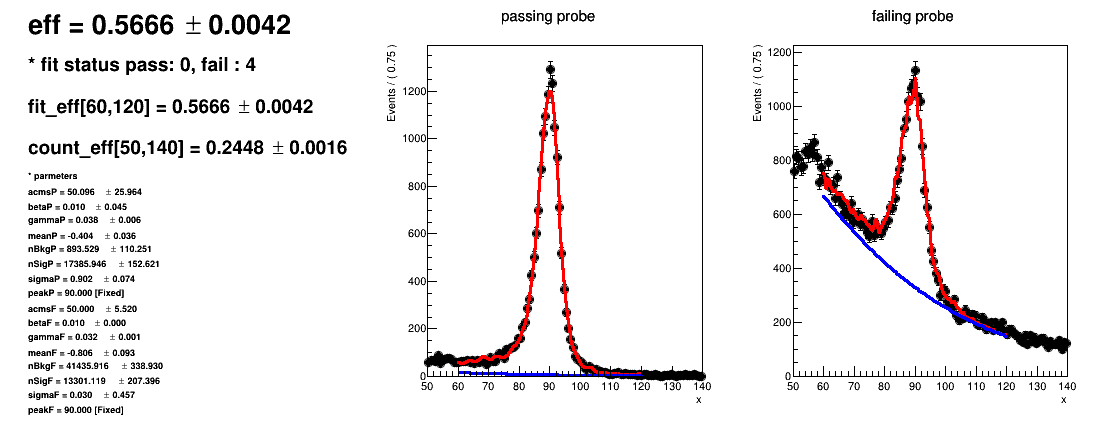 eff = 0.5666 ± 0.0042
* fit status pass: 0, fail : 4
fit_eff[60,120] = 0.5666 ± 0.0042
count_eff[50,140] = 0.2448 ± 0.0016
* parmeters
acmsP = 50.096 ± 25.964
betaP = 0.010 ± 0.045
gammaP = 0.038 ± 0.006
meanP = -0.404 ± 0.036
nBkgP = 893.529 ± 110.251
nSigP = 17385.946 ± 152.621
sigmaP = 0.902 ± 0.074
peakP = 90.000 [Fixed]
acmsF = 50.000 ± 5.520
betaF = 0.010 ± 0.000
gammaF = 0.032 ± 0.001
meanF = -0.806 ± 0.093
nBkgF = 41435.916 ± 338.930
nSigF = 13301.119 ± 207.396
sigmaF = 0.030 ± 0.457
peakF = 90.000 [Fixed]
passing probe
Events / ( 0.75 )
1200
1000
800
600
400
200
0
50 60 70 80 90 100 110 120 130 140
x
failing probe
Events / ( 0.75 )
1200
1000
800
600
400
200
0
50 60 70 80 90 100 110 120 130 140
x